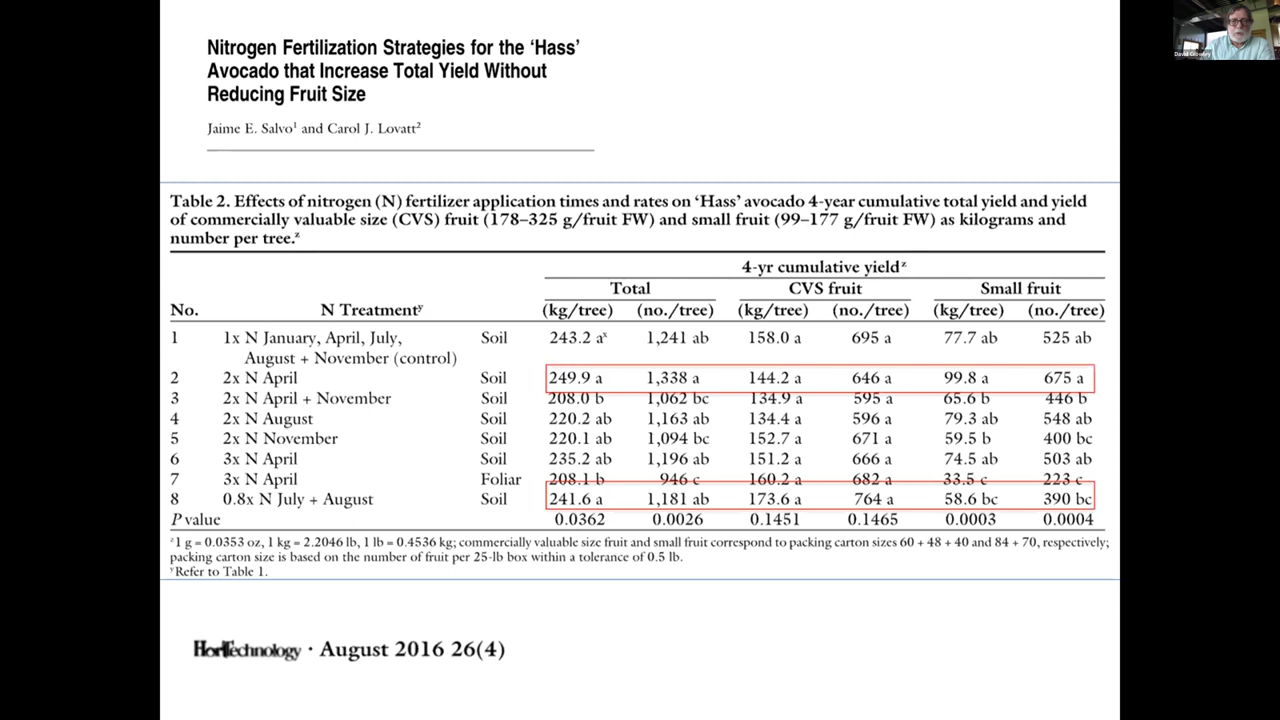 Nitrogen Fertilization Strategies for the ‘Hass’
Avocado that Increase Total Yield Without
Reducing Fruit Size
Jaime E. Salvo¹ and Carol J. Lovatt²
Table 2. Effects of nitrogen (N) fertilizer application times and rates on ‘Hass’ avocado 4-year cumulative total yield and yield
of commercially valuable size (CVS) fruit (178–325 g/fruit FW) and small fruit (99–177 g/fruit FW) as kilograms and
number per tree.ᶻ
4-yr cumulative yieldᶻ
Total CVS fruit Small fruit
No. N Treatmentʸ (kg/tree) (no./tree) (kg/tree) (no./tree) (kg/tree) (no./tree)
1 1x N January, April, July, Soil 243.2 aˣ 1,241 ab 158.0 a 695 a 77.7 ab 525 ab
August + November (control)
2 2x N April Soil 249.9 a 1,338 a 144.2 a 646 a 99.8 a 675 a
3 2x N April + November Soil 208.0 b 1,062 bc 134.9 a 595 a 65.6 b 446 b
4 2x N August Soil 220.2 ab 1,163 ab 134.4 a 596 a 79.3 ab 548 ab
5 2x N November Soil 220.1 ab 1,094 bc 152.7 a 671 a 59.5 b 400 bc
6 3x N April Soil 235.2 ab 1,196 ab 151.2 a 666 a 74.5 ab 503 ab
7 3x N April Foliar 208.1 b 946 c 160.2 a 682 a 33.5 c 223 c
8 0.8x N July + August Soil 241.6 a 1,181 ab 173.6 a 764 a 58.6 bc 390 bc
P value 0.0362 0.0026 0.1451 0.1465 0.0003 0.0004
ᶻ1 g = 0.0353 oz, 1 kg = 2.2046 lb, 1 lb = 0.4536 kg; commercially valuable size fruit and small fruit correspond to packing carton sizes 60 + 48 + 40 and 84 + 70, respectively;
packing carton size is based on the number of fruit per 25-lb box within a tolerance of 0.5 lb.
ʸRefer to Table 1.
HortTechnology · August 2016 26(4)
David Crowley